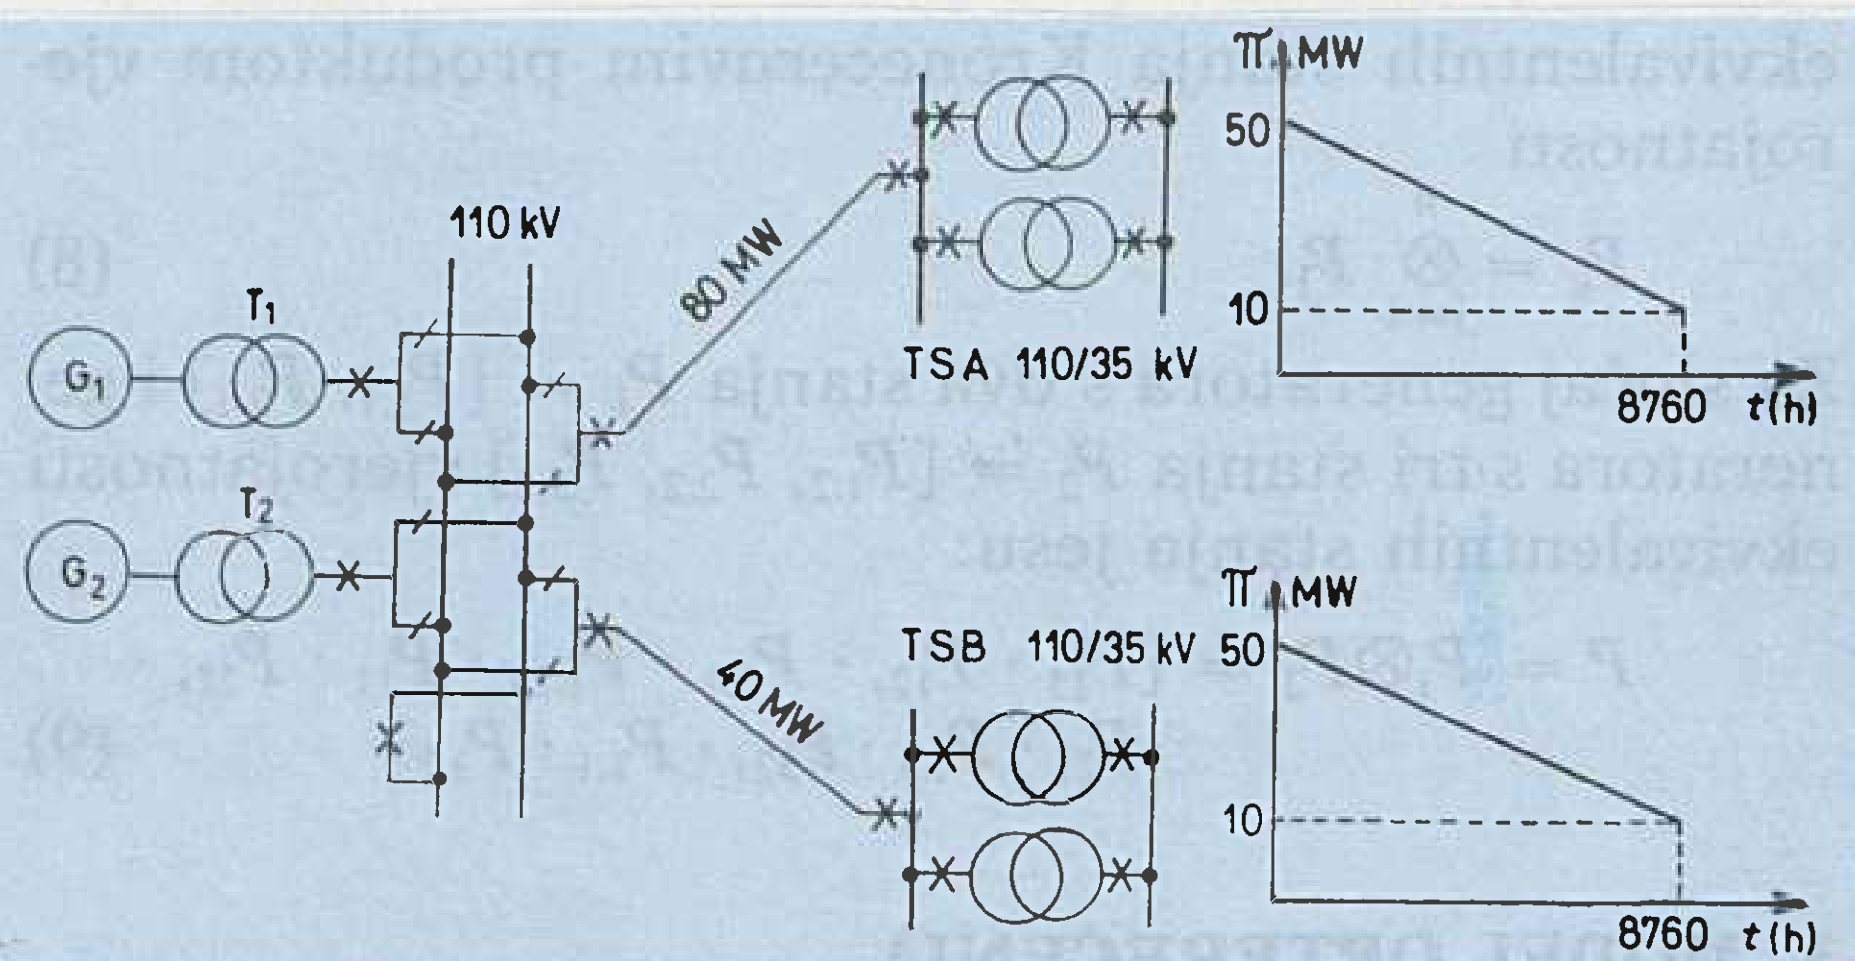 π MW
50
10
8760 t(h)
110 kV
80 MW
T1
G1
TSA 110/35 kV
T2
G2
40 MW
TSB 110/35 kV
π MW
50
10
8760 t(h)